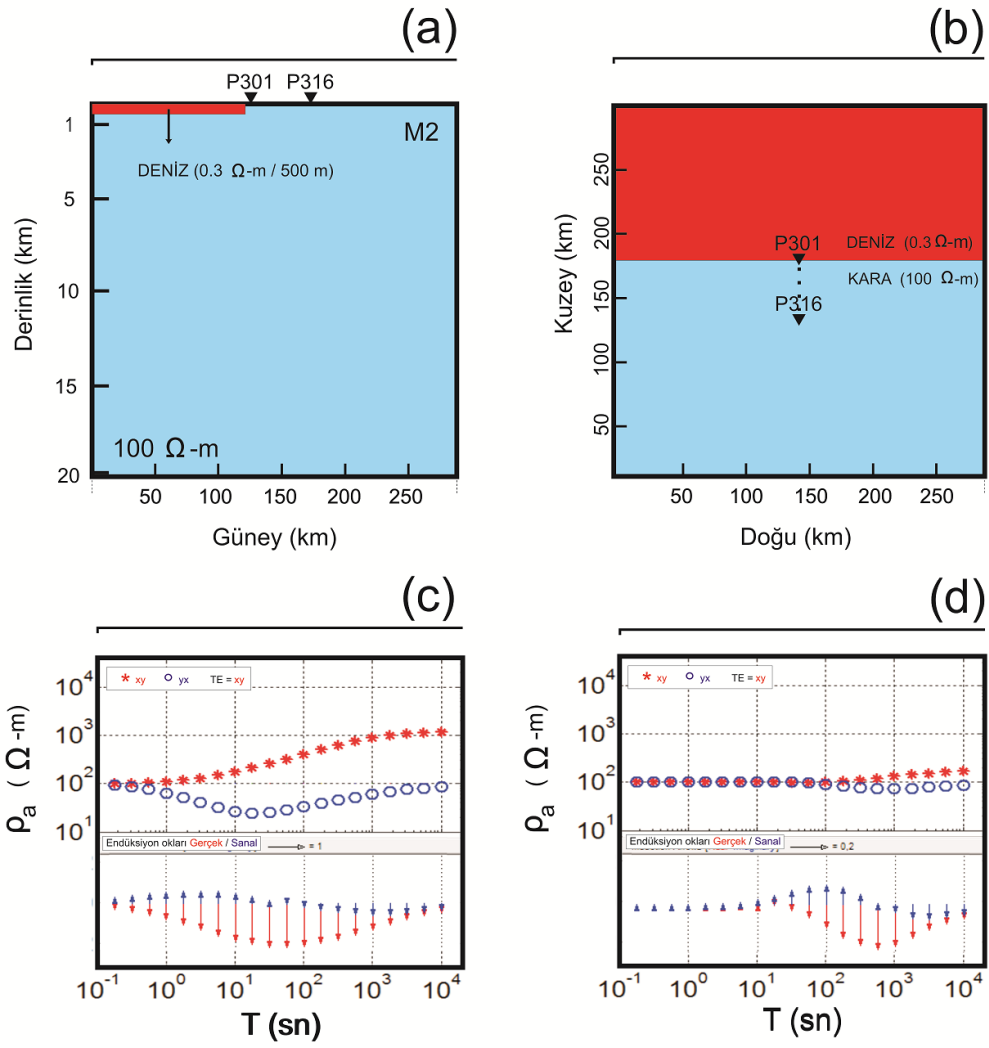 (a)
P301 P316
M2
DENİZ (0.3 Ω-m / 500 m)
100 Ω-m
Derinlik (km)
1
5
10
15
20
50 100 150 200 250
Güney (km)
(b)
P301
DENİZ (0.3 Ω-m)
KARA (100 Ω-m)
P316
Kuzey (km)
250
200
150
100
50
50 100 150 200 250
Doğu (km)
(c)
xy yx TE = xy
ρa ( Ω -m)
10⁴
10³
10²
10¹
Endüksiyon okları Gerçek / Sanal
= 1
10⁻¹ 10⁰ 10¹ 10² 10³ 10⁴
T (sn)
(d)
xy yx TE = xy
ρa ( Ω -m)
10⁴
10³
10²
10¹
Endüksiyon okları Gerçek / Sanal
= 0,2
10⁻¹ 10⁰ 10¹ 10² 10³ 10⁴
T (sn)